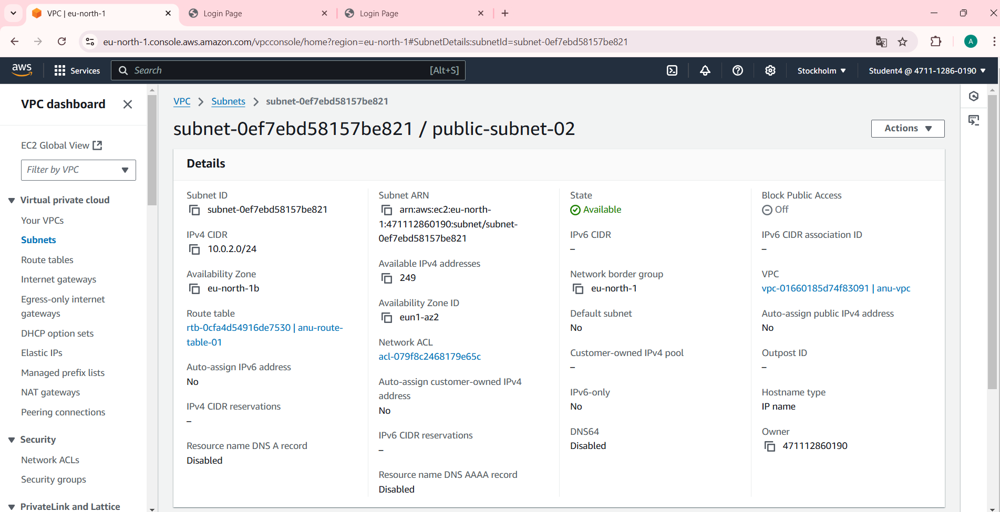 VPC | eu-north-1
Login Page
Login Page
eu-north-1.console.aws.amazon.com/vpcconsole/home?region=eu-north-1#SubnetDetails:subnetId=subnet-0ef7ebd58157be821
A
aws
Services
Search
[Alt+S]
Stockholm
Student4 @ 4711-1286-0190
VPC dashboard
EC2 Global View
Filter by VPC
Virtual private cloud
Your VPCs
Subnets
Route tables
Internet gateways
Egress-only internet
gateways
DHCP option sets
Elastic IPs
Managed prefix lists
NAT gateways
Peering connections
Security
Network ACLs
Security groups
PrivateLink and Lattice
VPC
Subnets
subnet-0ef7ebd58157be821
subnet-0ef7ebd58157be821 / public-subnet-02
Actions
Details
Subnet ID
subnet-0ef7ebd58157be821
IPv4 CIDR
10.0.2.0/24
Availability Zone
eu-north-1b
Route table
rtb-0cfa4d54916de7530 | anu-route-
table-01
Auto-assign IPv6 address
No
IPv4 CIDR reservations
–
Resource name DNS A record
Disabled
Subnet ARN
arn:aws:ec2:eu-north-
1:471112860190:subnet/subnet-
0ef7ebd58157be821
Available IPv4 addresses
249
Availability Zone ID
eun1-az2
Network ACL
acl-079f8c2468179e65c
Auto-assign customer-owned IPv4
address
No
IPv6 CIDR reservations
–
Resource name DNS AAAA record
Disabled
State
Available
IPv6 CIDR
–
Network border group
eu-north-1
Default subnet
No
Customer-owned IPv4 pool
–
IPv6-only
No
DNS64
Disabled
Block Public Access
Off
IPv6 CIDR association ID
–
VPC
vpc-01660185d74f83091 | anu-vpc
Auto-assign public IPv4 address
No
Outpost ID
–
Hostname type
IP name
Owner
471112860190